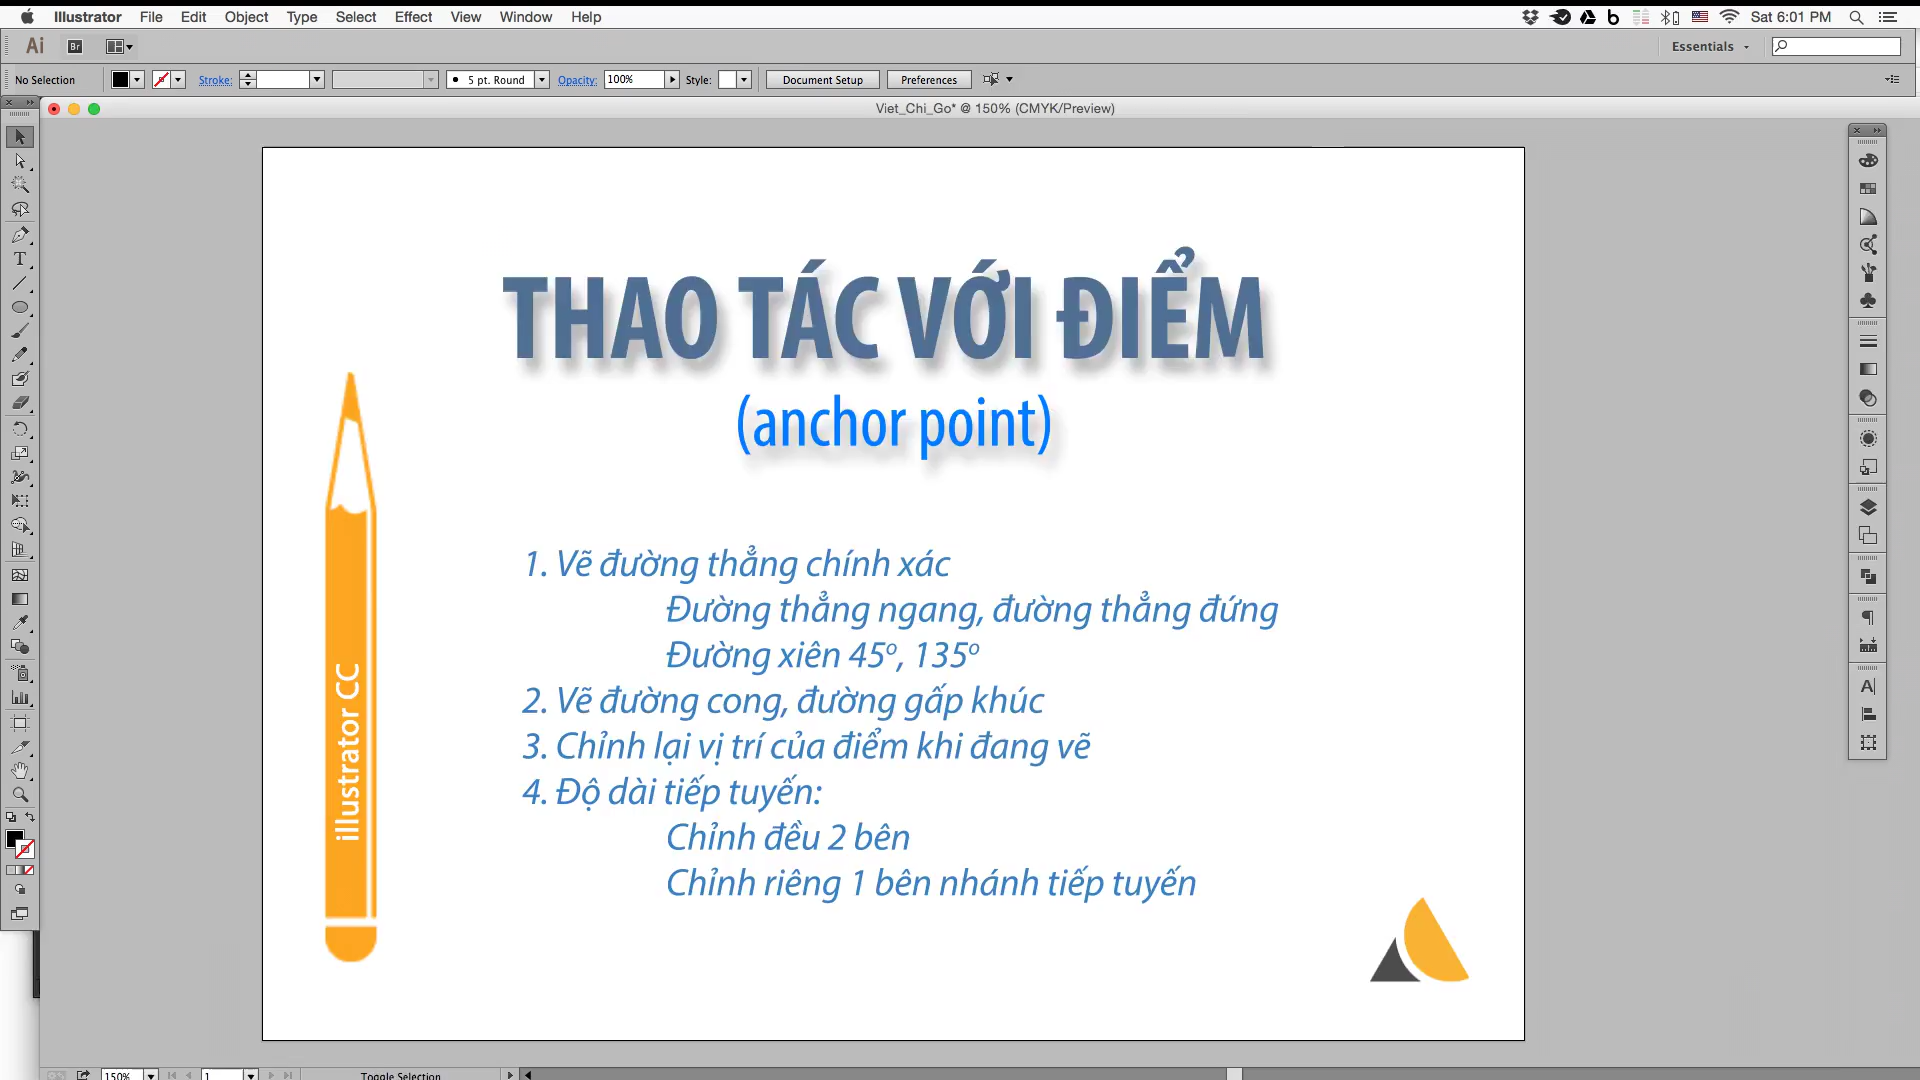 Illustrator File Edit Object Type Select Effect View Window Help Sat 6:01 PM
Ai Br Essentials
No Selection Stroke: 5 pt. Round Opacity: 100% Style: Document Setup Preferences
Viet_Chi_Go* @ 150% (CMYK/Preview)
THAO TÁC VỚI ĐIỂM
(anchor point)
1. Vẽ đường thẳng chính xác
Đường thẳng ngang, đường thẳng đứng
Đường xiên 45º, 135º
2. Vẽ đường cong, đường gấp khúc
3. Chỉnh lại vị trí của điểm khi đang vẽ
4. Độ dài tiếp tuyến:
Chỉnh đều 2 bên
Chỉnh riêng 1 bên nhánh tiếp tuyến
illustrator CC
150% 1 Toggle Selection